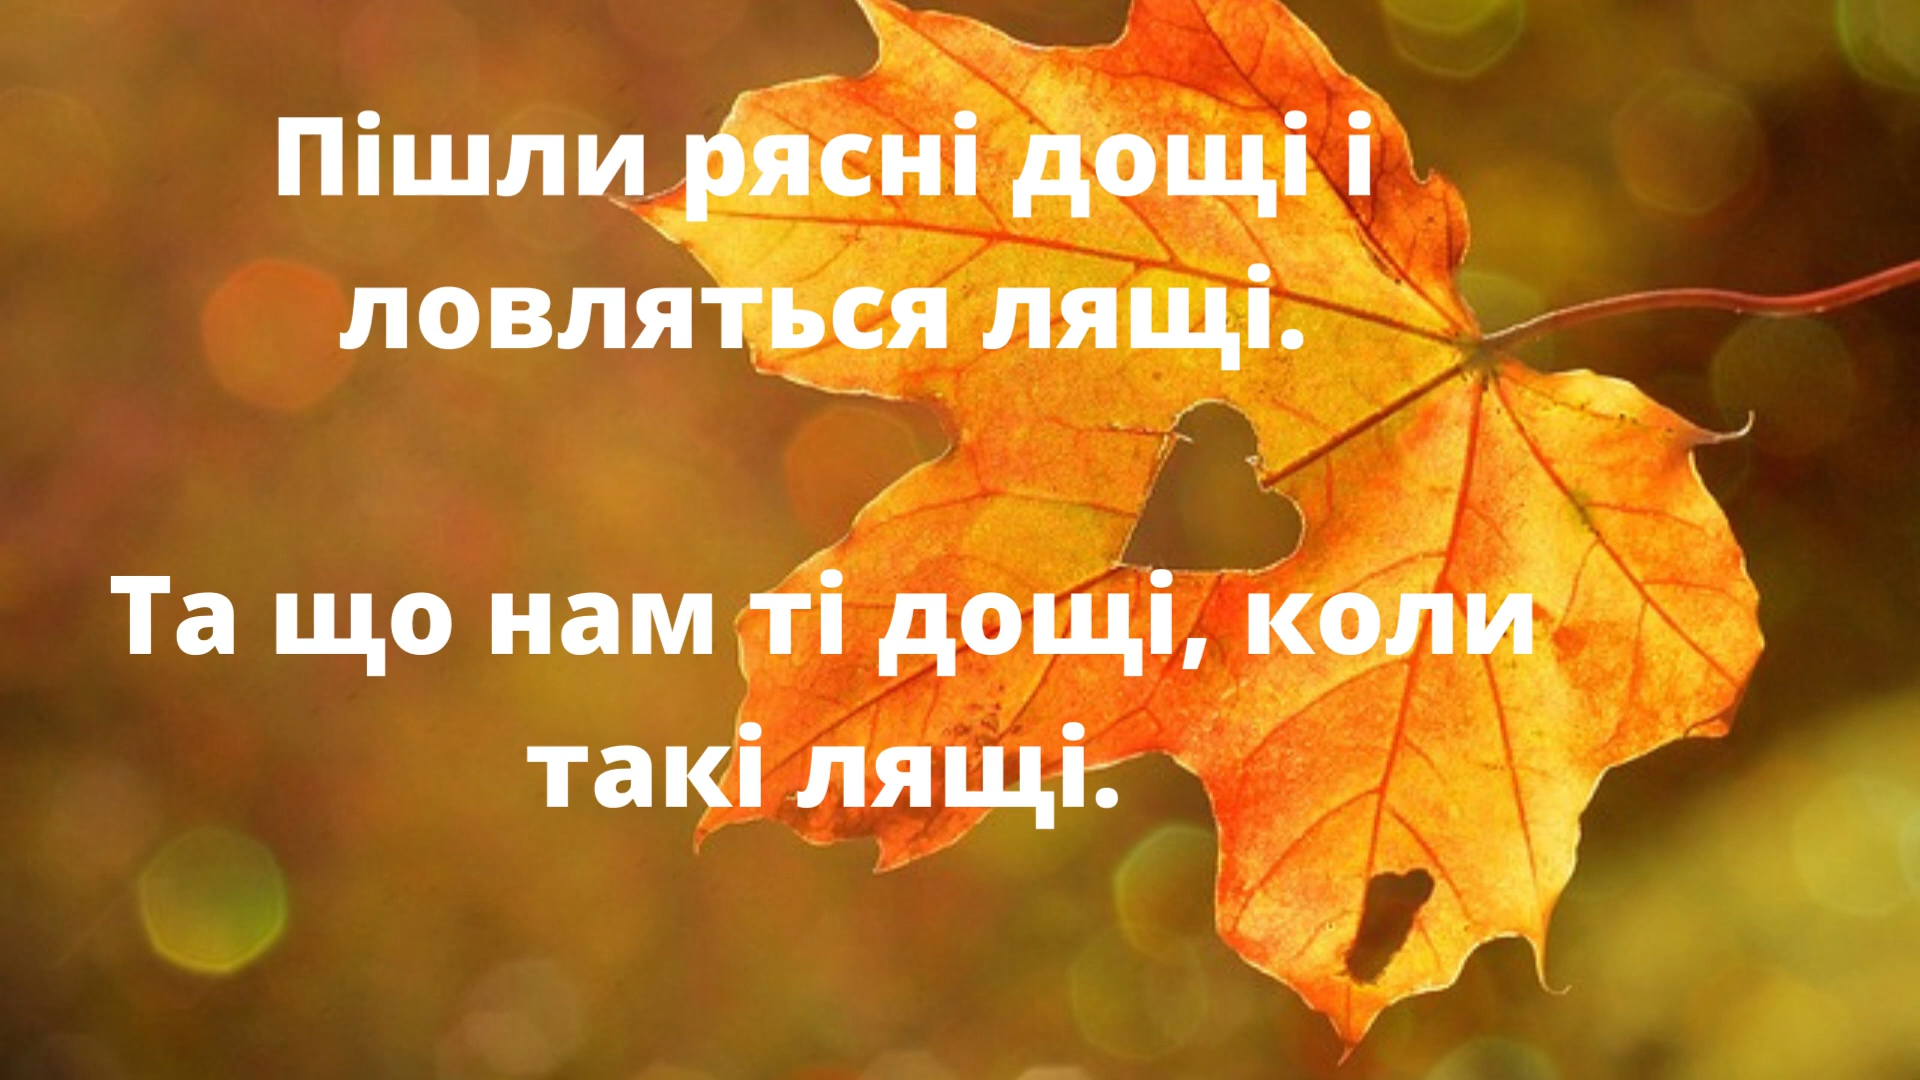 Пішли рясні дощі і
ловляться лящі.
Та що нам ті дощі, коли
такі лящі.